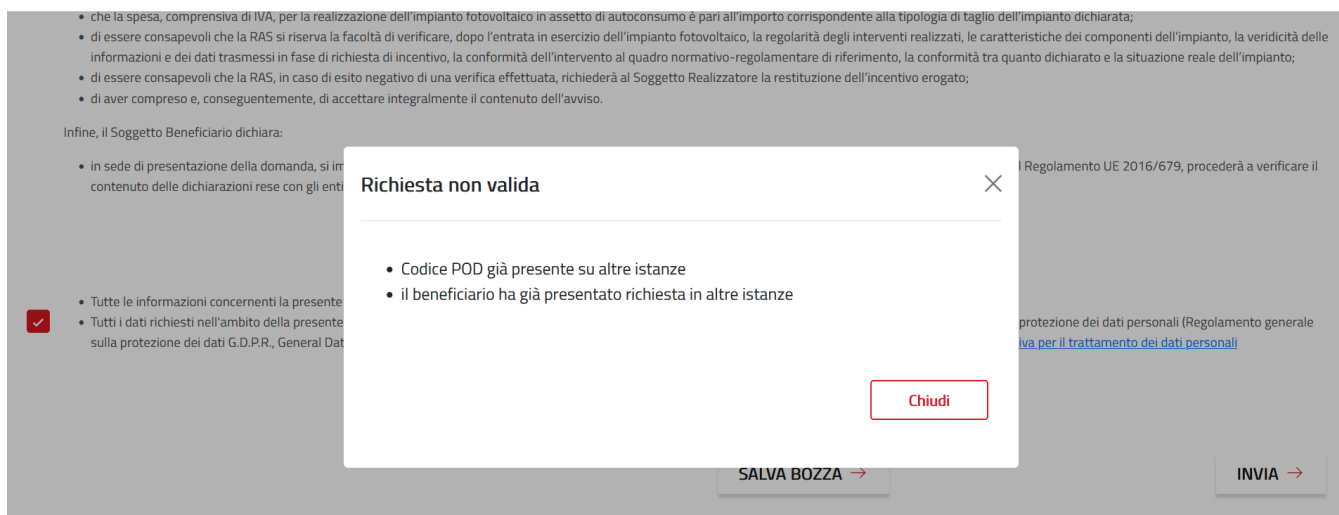 • che la spesa, comprensiva di IVA, per la realizzazione dell'impianto fotovoltaico in assetto di autoconsumo è pari all'importo corrispondente alla tipologia di taglio dell'impianto dichiarata;
• di essere consapevoli che la RAS si riserva la facoltà di verificare, dopo l'entrata in esercizio dell'impianto fotovoltaico, la regolarità degli interventi realizzati, le caratteristiche dei componenti dell'impianto, la veridicità delle
informazioni e dei dati trasmessi in fase di richiesta di incentivo, la conformità dell'intervento al quadro normativo-regolamentare di riferimento, la conformità tra quanto dichiarato e la situazione reale dell'impianto;
• di essere consapevoli che la RAS, in caso di esito negativo di una verifica effettuata, richiederà al Soggetto Realizzatore la restituzione dell'incentivo erogato;
• di aver compreso e, conseguentemente, di accettare integralmente il contenuto dell'avviso.
Infine, il Soggetto Beneficiario dichiara:
• in sede di presentazione della domanda, si im
l Regolamento UE 2016/679, procederà a verificare il
contenuto delle dichiarazioni rese con gli enti
Richiesta non valida
• Codice POD già presente su altre istanze
• il beneficiario ha già presentato richiesta in altre istanze
• Tutte le informazioni concernenti la presente
• Tutti i dati richiesti nell'ambito della presente
protezione dei dati personali (Regolamento generale
sulla protezione dei dati G.D.P.R., General Dat
iva per il trattamento dei dati personali
Chiudi
SALVA BOZZA →
INVIA →